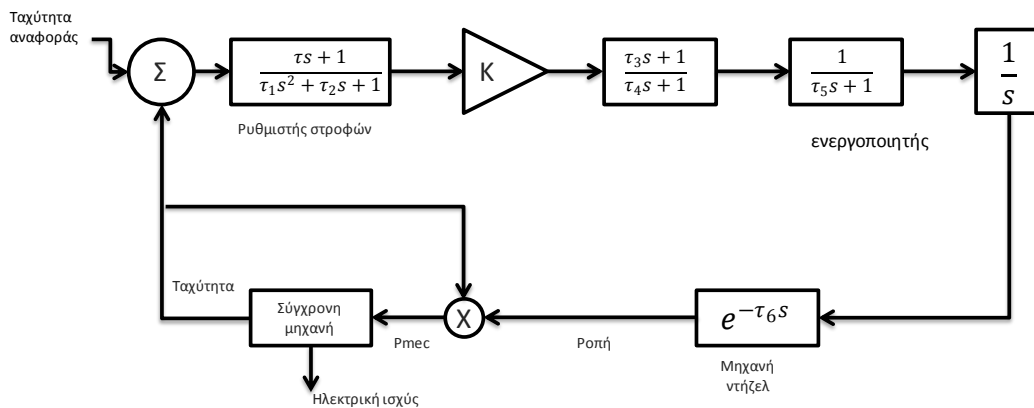 Ταχύτητα
αναφοράς
Σ
τs + 1
τ₁s² + τ₂s + 1
Ρυθμιστής στροφών
K
τ₃s + 1
τ₄s + 1
1
τ₅s + 1
ενεργοποιητής
1
s
Ταχύτητα
Σύγχρονη
μηχανή
Pmec
X
Ροπή
e^{-τ₆s}
Μηχανή
ντήζελ
Ηλεκτρική ισχύς